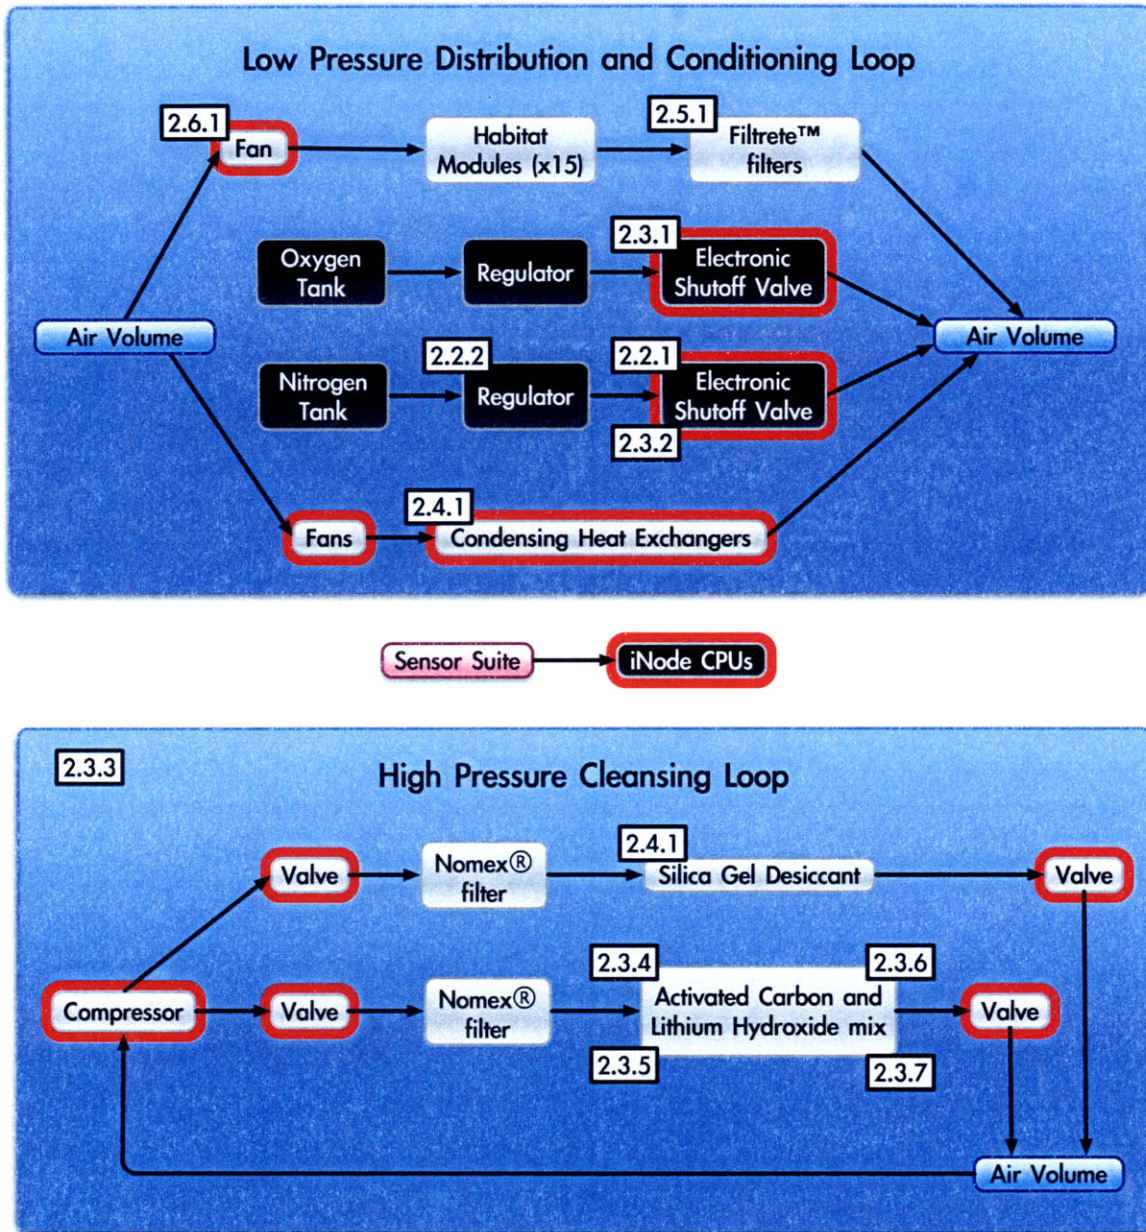 Low Pressure Distribution and Conditioning Loop
2.6.1
Fan
Habitat
Modules (x15)
2.5.1
Filtrete™
filters
Oxygen
Tank
Regulator
2.3.1
Electronic
Shutoff Valve
Air Volume
Air Volume
Nitrogen
Tank
2.2.2
Regulator
2.2.1
Electronic
Shutoff Valve
2.3.2
Fans
2.4.1
Condensing Heat Exchangers
Sensor Suite
iNode CPUs
2.3.3
High Pressure Cleansing Loop
Valve
Nomex®
filter
2.4.1
Silica Gel Desiccant
Valve
Compressor
Valve
Nomex®
filter
2.3.4
2.3.6
Activated Carbon and
Lithium Hydroxide mix
2.3.5
2.3.7
Valve
Air Volume